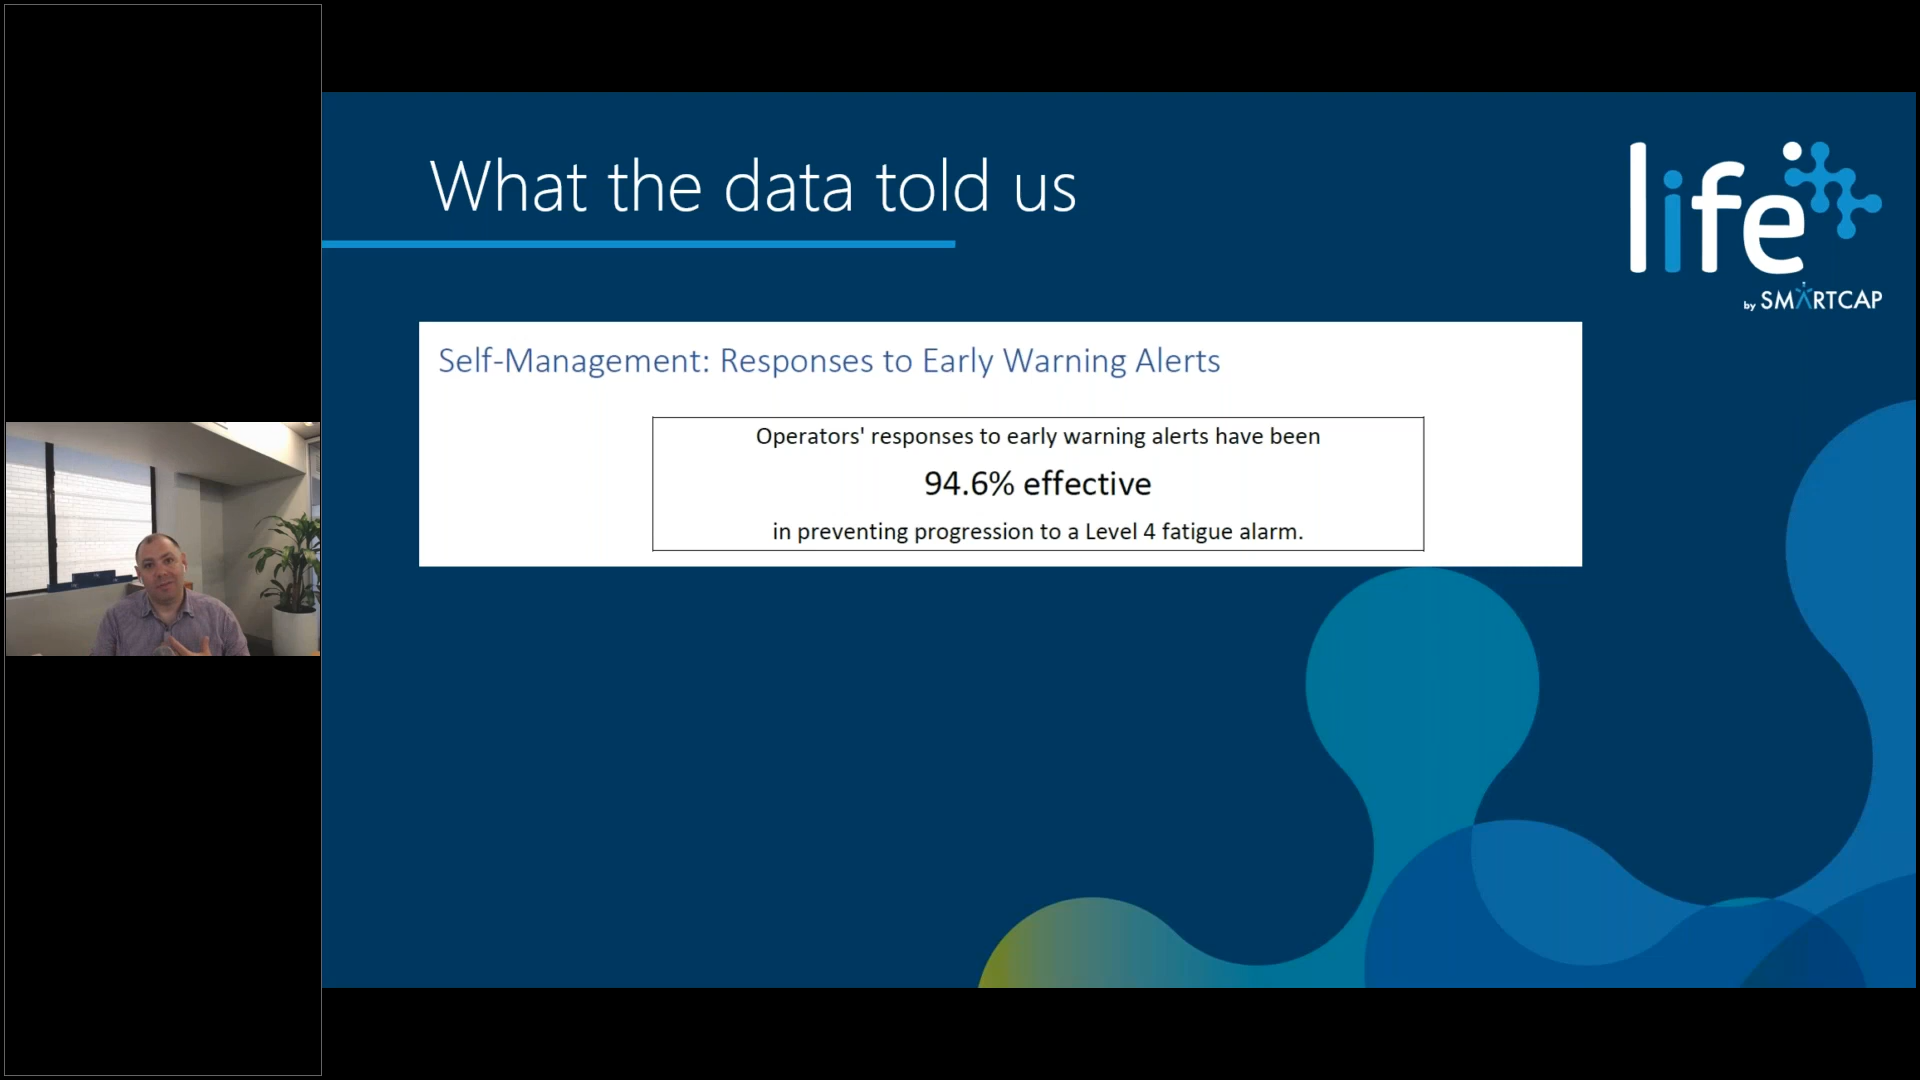 What the data told us
life
by SMARTCAP
Self-Management: Responses to Early Warning Alerts
Operators' responses to early warning alerts have been
94.6% effective
in preventing progression to a Level 4 fatigue alarm.